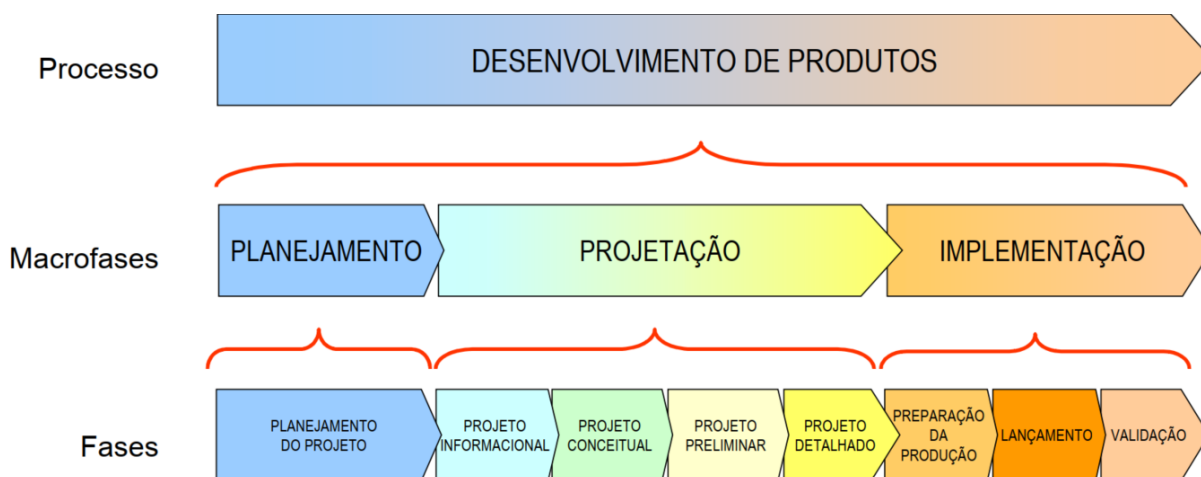 Processo
DESENVOLVIMENTO DE PRODUTOS
Macrofases
PLANEJAMENTO
PROJETAÇÃO
IMPLEMENTAÇÃO
Fases
PLANEJAMENTO
DO PROJETO
PROJETO
INFORMACIONAL
PROJETO
CONCEITUAL
PROJETO
PRELIMINAR
PROJETO
DETALHADO
PREPARAÇÃO
DA
PRODUÇÃO
LANÇAMENTO
VALIDAÇÃO